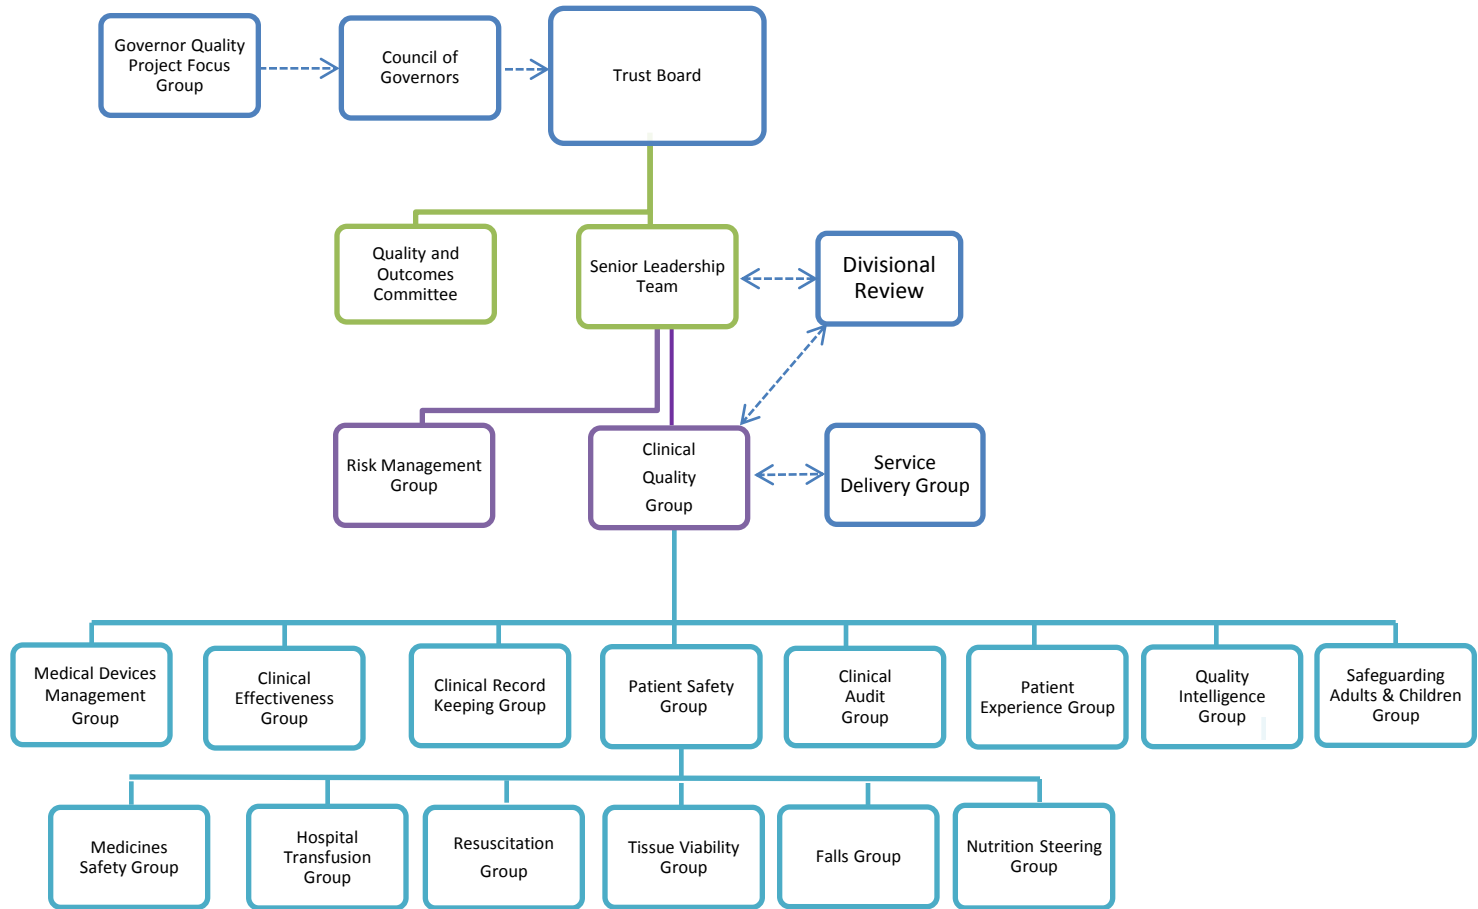 Governor Quality
Project Focus
Group
Council of
Governors
Trust Board
Quality and
Outcomes
Committee
Senior Leadership
Team
Divisional
Review
Risk Management
Group
Clinical
Quality
Group
Service
Delivery Group
Medical Devices
Management
Group
Clinical
Effectiveness
Group
Clinical Record
Keeping Group
Patient Safety
Group
Clinical
Audit
Group
Patient
Experience Group
Quality
Intelligence
Group
Safeguarding
Adults & Children
Group
Medicines
Safety Group
Hospital
Transfusion
Group
Resuscitation
Group
Tissue Viability
Group
Falls Group
Nutrition Steering
Group